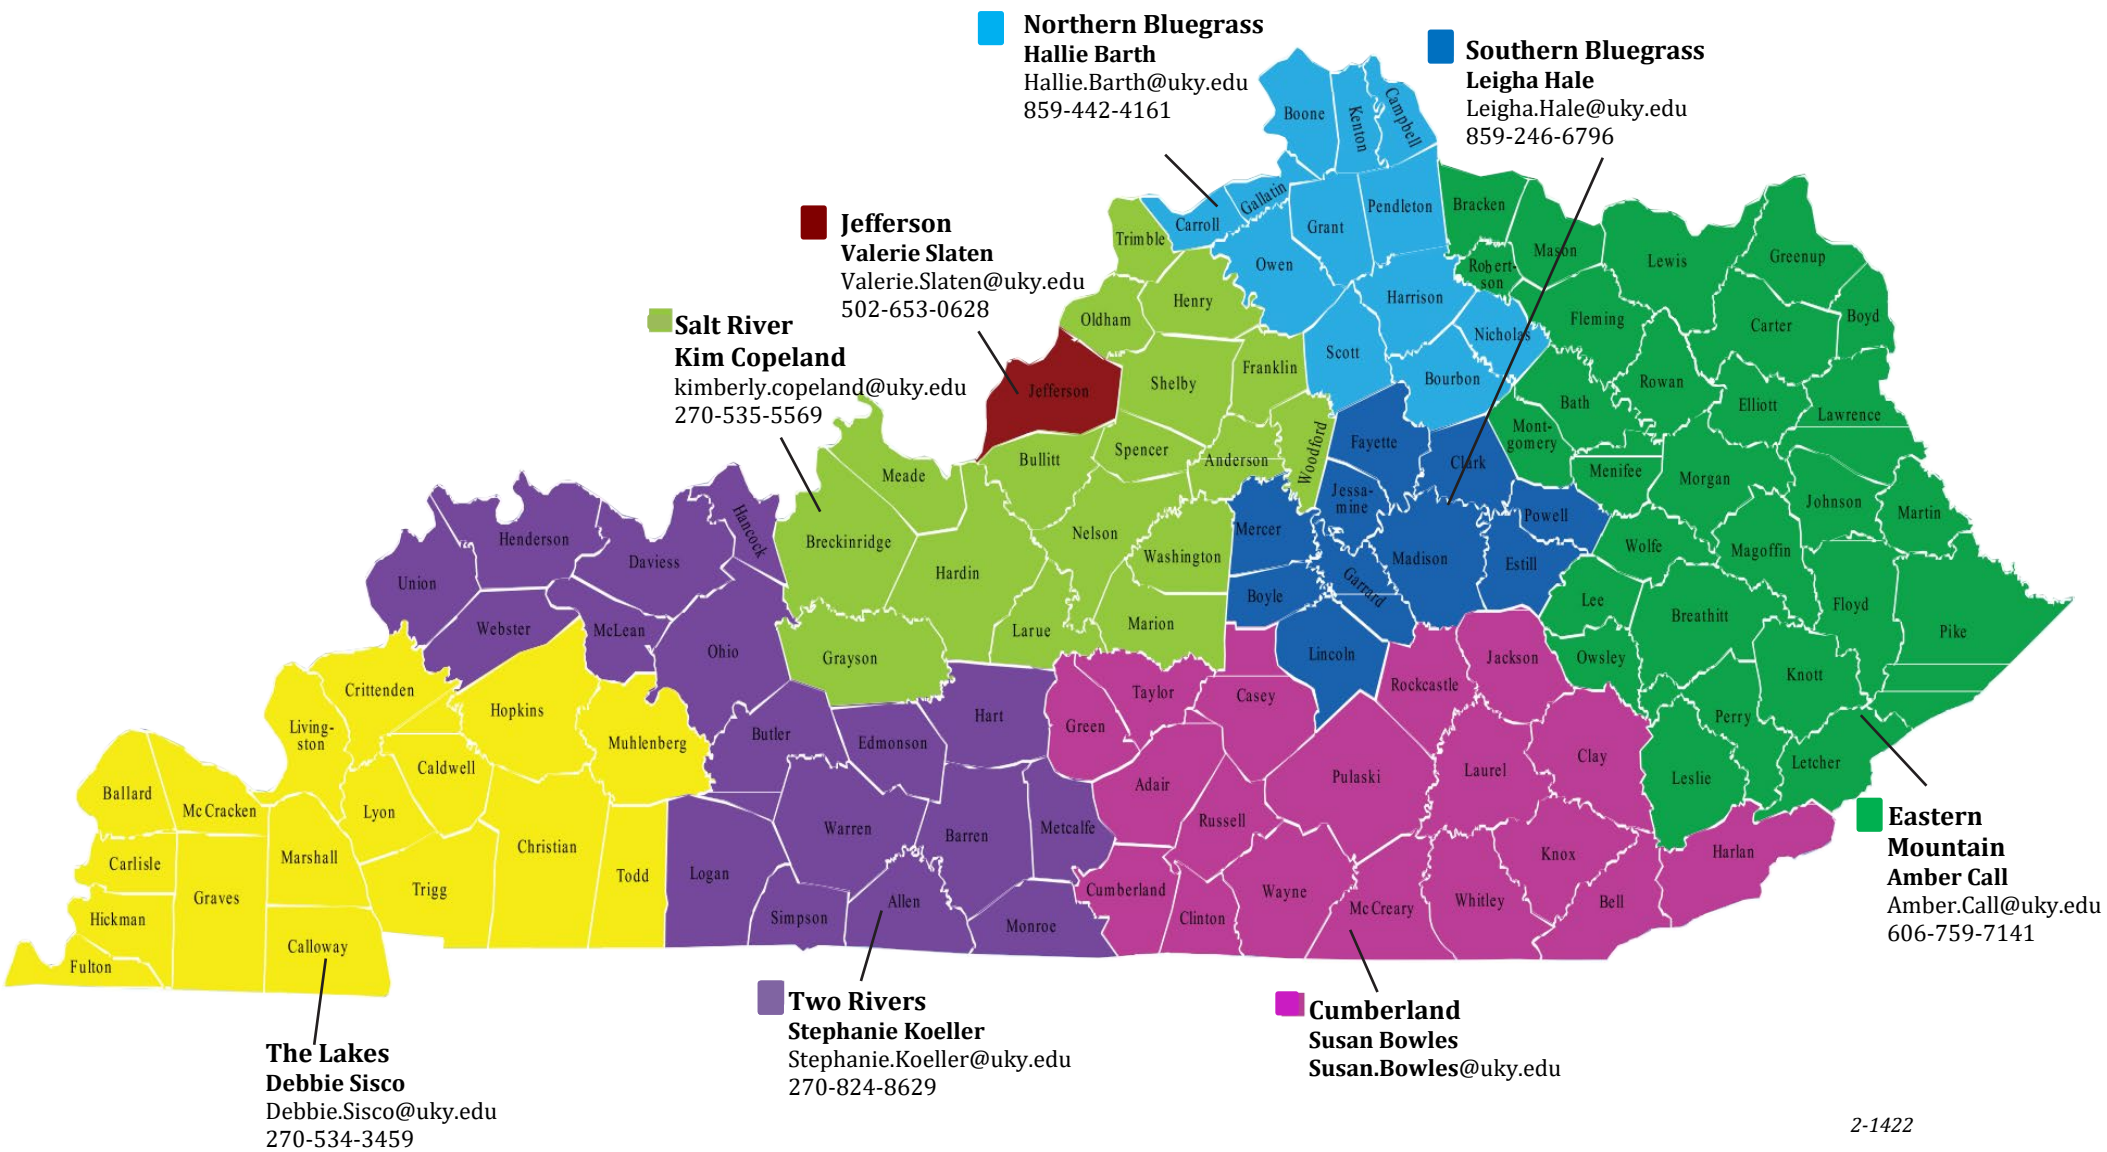 Northern Bluegrass
Hallie Barth
Hallie.Barth@uky.edu
859-442-4161
Southern Bluegrass
Leigha Hale
Leigha.Hale@uky.edu
859-246-6796
Jefferson
Valerie Slaten
Valerie.Slaten@uky.edu
502-653-0628
Salt River
Kim Copeland
kimberly.copeland@uky.edu
270-535-5569
Boone
Kenton
Campbell
Carroll
Gallatin
Grant
Pendleton
Owen
Harrison
Nicholas
Scott
Bourbon
Bracken
Mason
Robert-
son
Lewis
Greenup
Fleming
Carter
Boyd
Rowan
Bath
Elliott
Lawrence
Mont-
gomery
Menifee
Morgan
Johnson
Martin
Wolfe
Magoffin
Lee
Breathitt
Floyd
Pike
Owsley
Knott
Perry
Leslie
Letcher
Trimble
Henry
Oldham
Jefferson
Shelby
Franklin
Woodford
Anderson
Spencer
Bullitt
Meade
Breckinridge
Hardin
Nelson
Washington
Marion
Larue
Grayson
Fayette
Clark
Jessa-
mine
Powell
Mercer
Madison
Estill
Garrard
Boyle
Lincoln
Hancock
Henderson
Daviess
Union
Webster
McLean
Ohio
Butler
Edmonson
Hart
Warren
Barren
Metcalfe
Logan
Simpson
Allen
Monroe
Jackson
Rockcastle
Casey
Taylor
Green
Adair
Pulaski
Laurel
Clay
Russell
Knox
Harlan
Cumberland
Clinton
Wayne
McCreary
Whitley
Bell
Crittenden
Living-
ston
Hopkins
Muhlenberg
Caldwell
Lyon
Ballard
McCracken
Carlisle
Marshall
Graves
Hickman
Calloway
Fulton
Trigg
Christian
Todd
Eastern
Mountain
Amber Call
Amber.Call@uky.edu
606-759-7141
Two Rivers
Stephanie Koeller
Stephanie.Koeller@uky.edu
270-824-8629
Cumberland
Susan Bowles
Susan.Bowles@uky.edu
The Lakes
Debbie Sisco
Debbie.Sisco@uky.edu
270-534-3459
2-1422